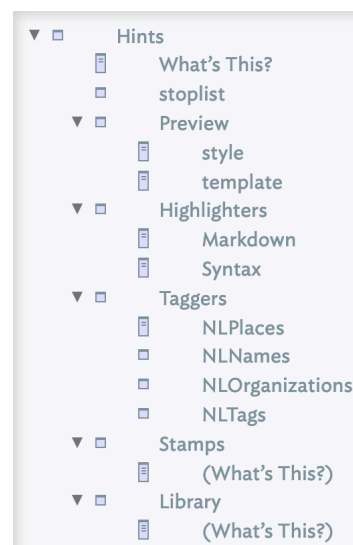 Hints
What's This?
stoplist
Preview
style
template
Highlighters
Markdown
Syntax
Taggers
NLPlaces
NLNames
NLOrganizations
NLTags
Stamps
(What's This?)
Library
(What's This?)